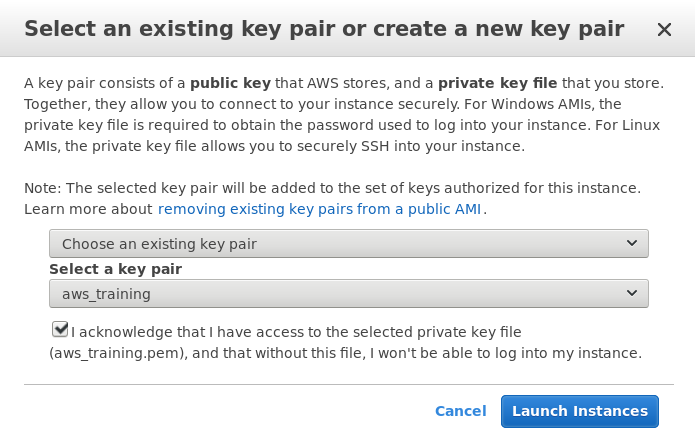 Select an existing key pair or create a new key pair
A key pair consists of a public key that AWS stores, and a private key file that you store.
Together, they allow you to connect to your instance securely. For Windows AMIs, the
private key file is required to obtain the password used to log into your instance. For Linux
AMIs, the private key file allows you to securely SSH into your instance.
Note: The selected key pair will be added to the set of keys authorized for this instance.
Learn more about removing existing key pairs from a public AMI.
Choose an existing key pair
Select a key pair
aws_training
I acknowledge that I have access to the selected private key file
(aws_training.pem), and that without this file, I won't be able to log into my instance.
Cancel Launch Instances